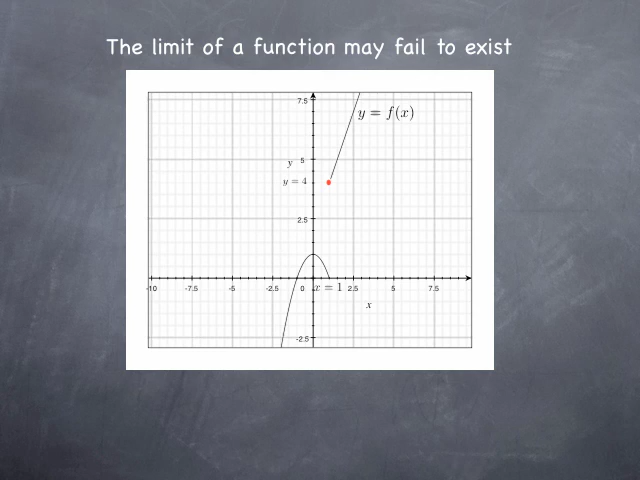 The limit of a function may fail to exist
7.5
y = f(x)
y 5
y = 4
2.5
-10 -7.5 -5 -2.5 0 x = 1 2.5 5 7.5
x
-2.5